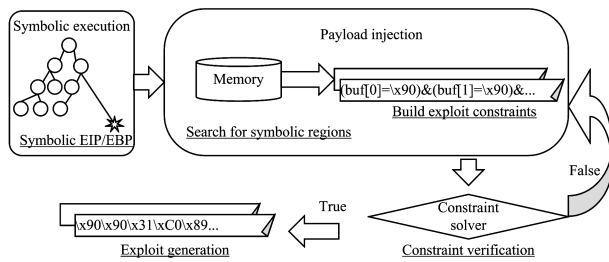 Symbolic execution
Symbolic EIP/EBP
Payload injection
Memory
(buf[0]=\x90)&(buf[1]=\x90)&...
Build exploit constraints
Search for symbolic regions
False
True
Constraint
solver
Constraint verification
\x90\x90\x31\xC0\x89...
Exploit generation